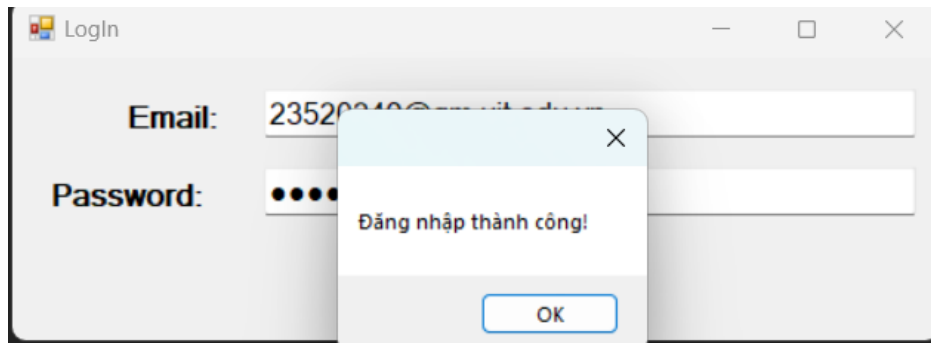 LogIn
Email:
Password:
Đăng nhập thành công!
OK